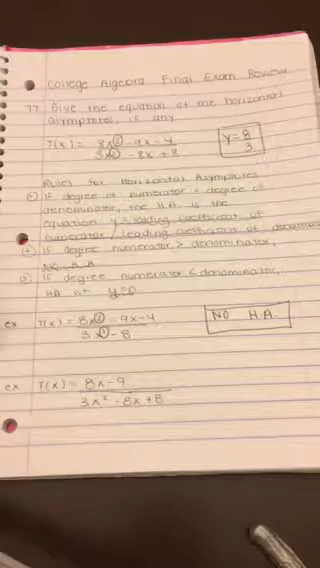 College Algebra Final Exam Review
77. Give the equation of the horizontal
asymptotes, if any
r(x) = 8x² - 9x - 4
3x² - 8x + 8
y = 8
3
Rules for Horizontal Asymptotes
① If degree of numerator = degree of
denominator, the H.A. is the
equation y = leading coefficient of
numerator / leading coefficient of denominator
② If degree numerator > denominator,
NO H.A.
③ If degree numerator < denominator,
HA at y=0
ex r(x) = 8x² - 9x - 4
3x① - 8
NO H.A.
ex r(x) = 8x - 9
3x² - 8x + 8